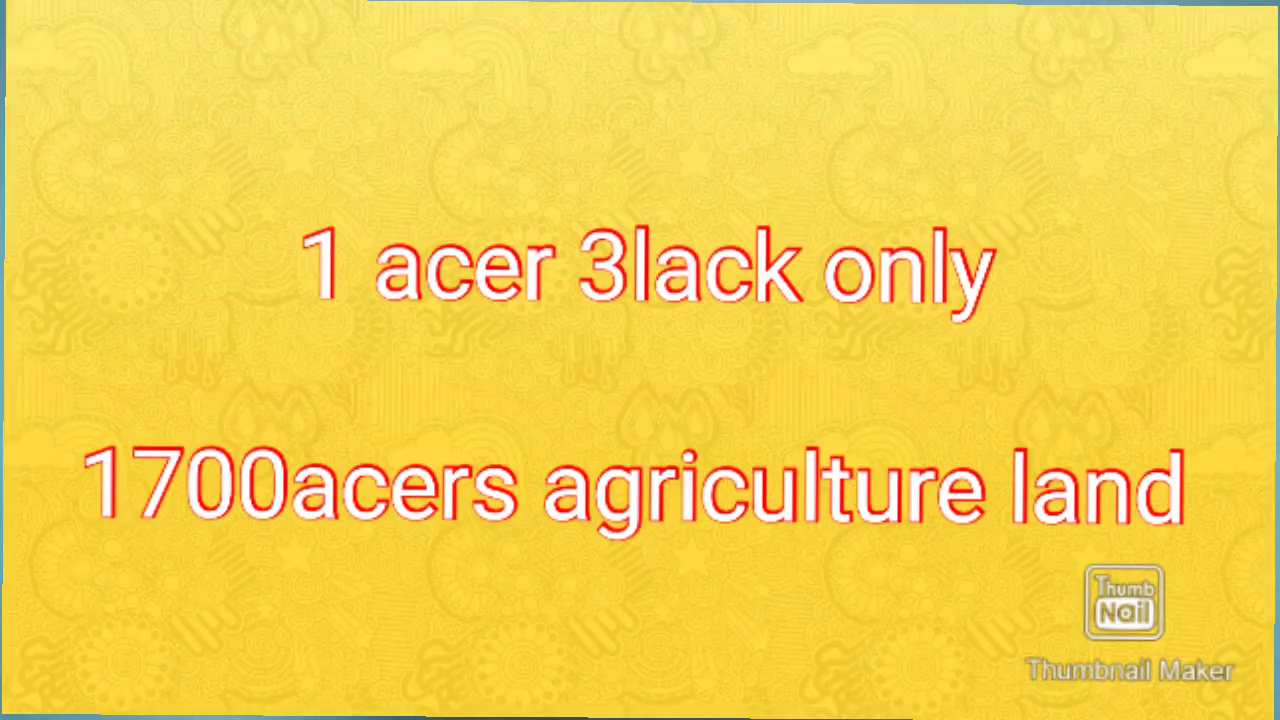 1 acer 3lack only
1700acers agriculture land
Thumb
Nail
Thumbnail Maker